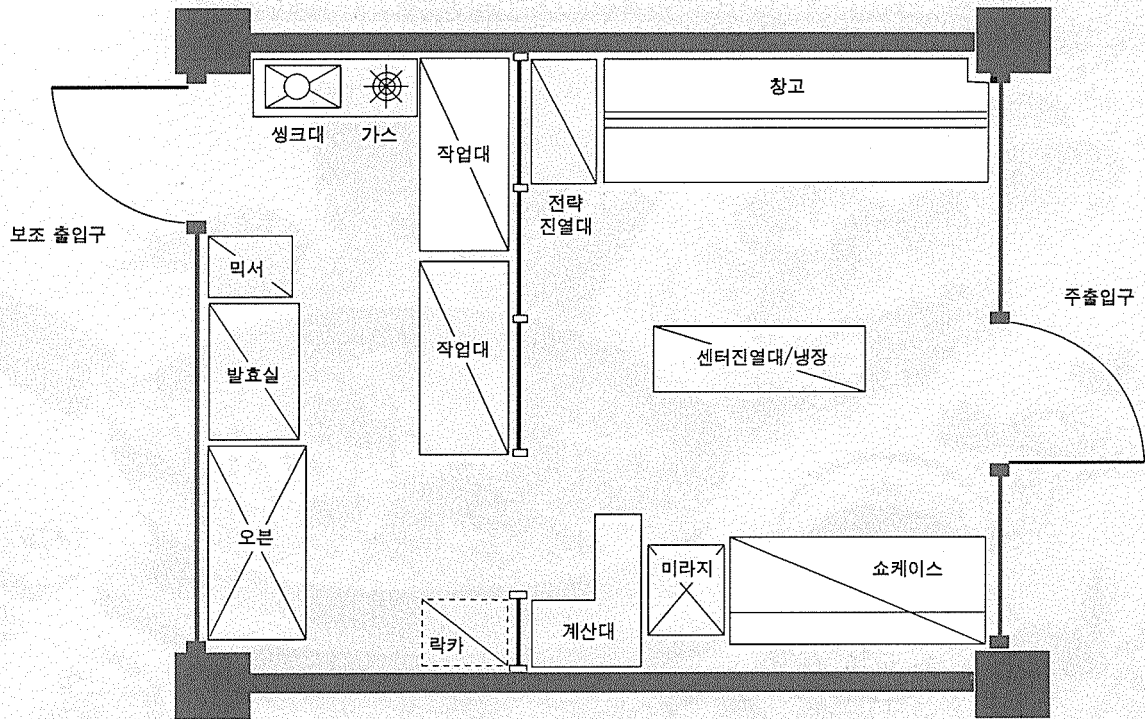 창고
씽크대
가스
작업대
전략
진열대
보조 출입구
믹서
주출입구
작업대
센터진열대/냉장
발효실
오븐
미라지
쇼케이스
계산대
락카